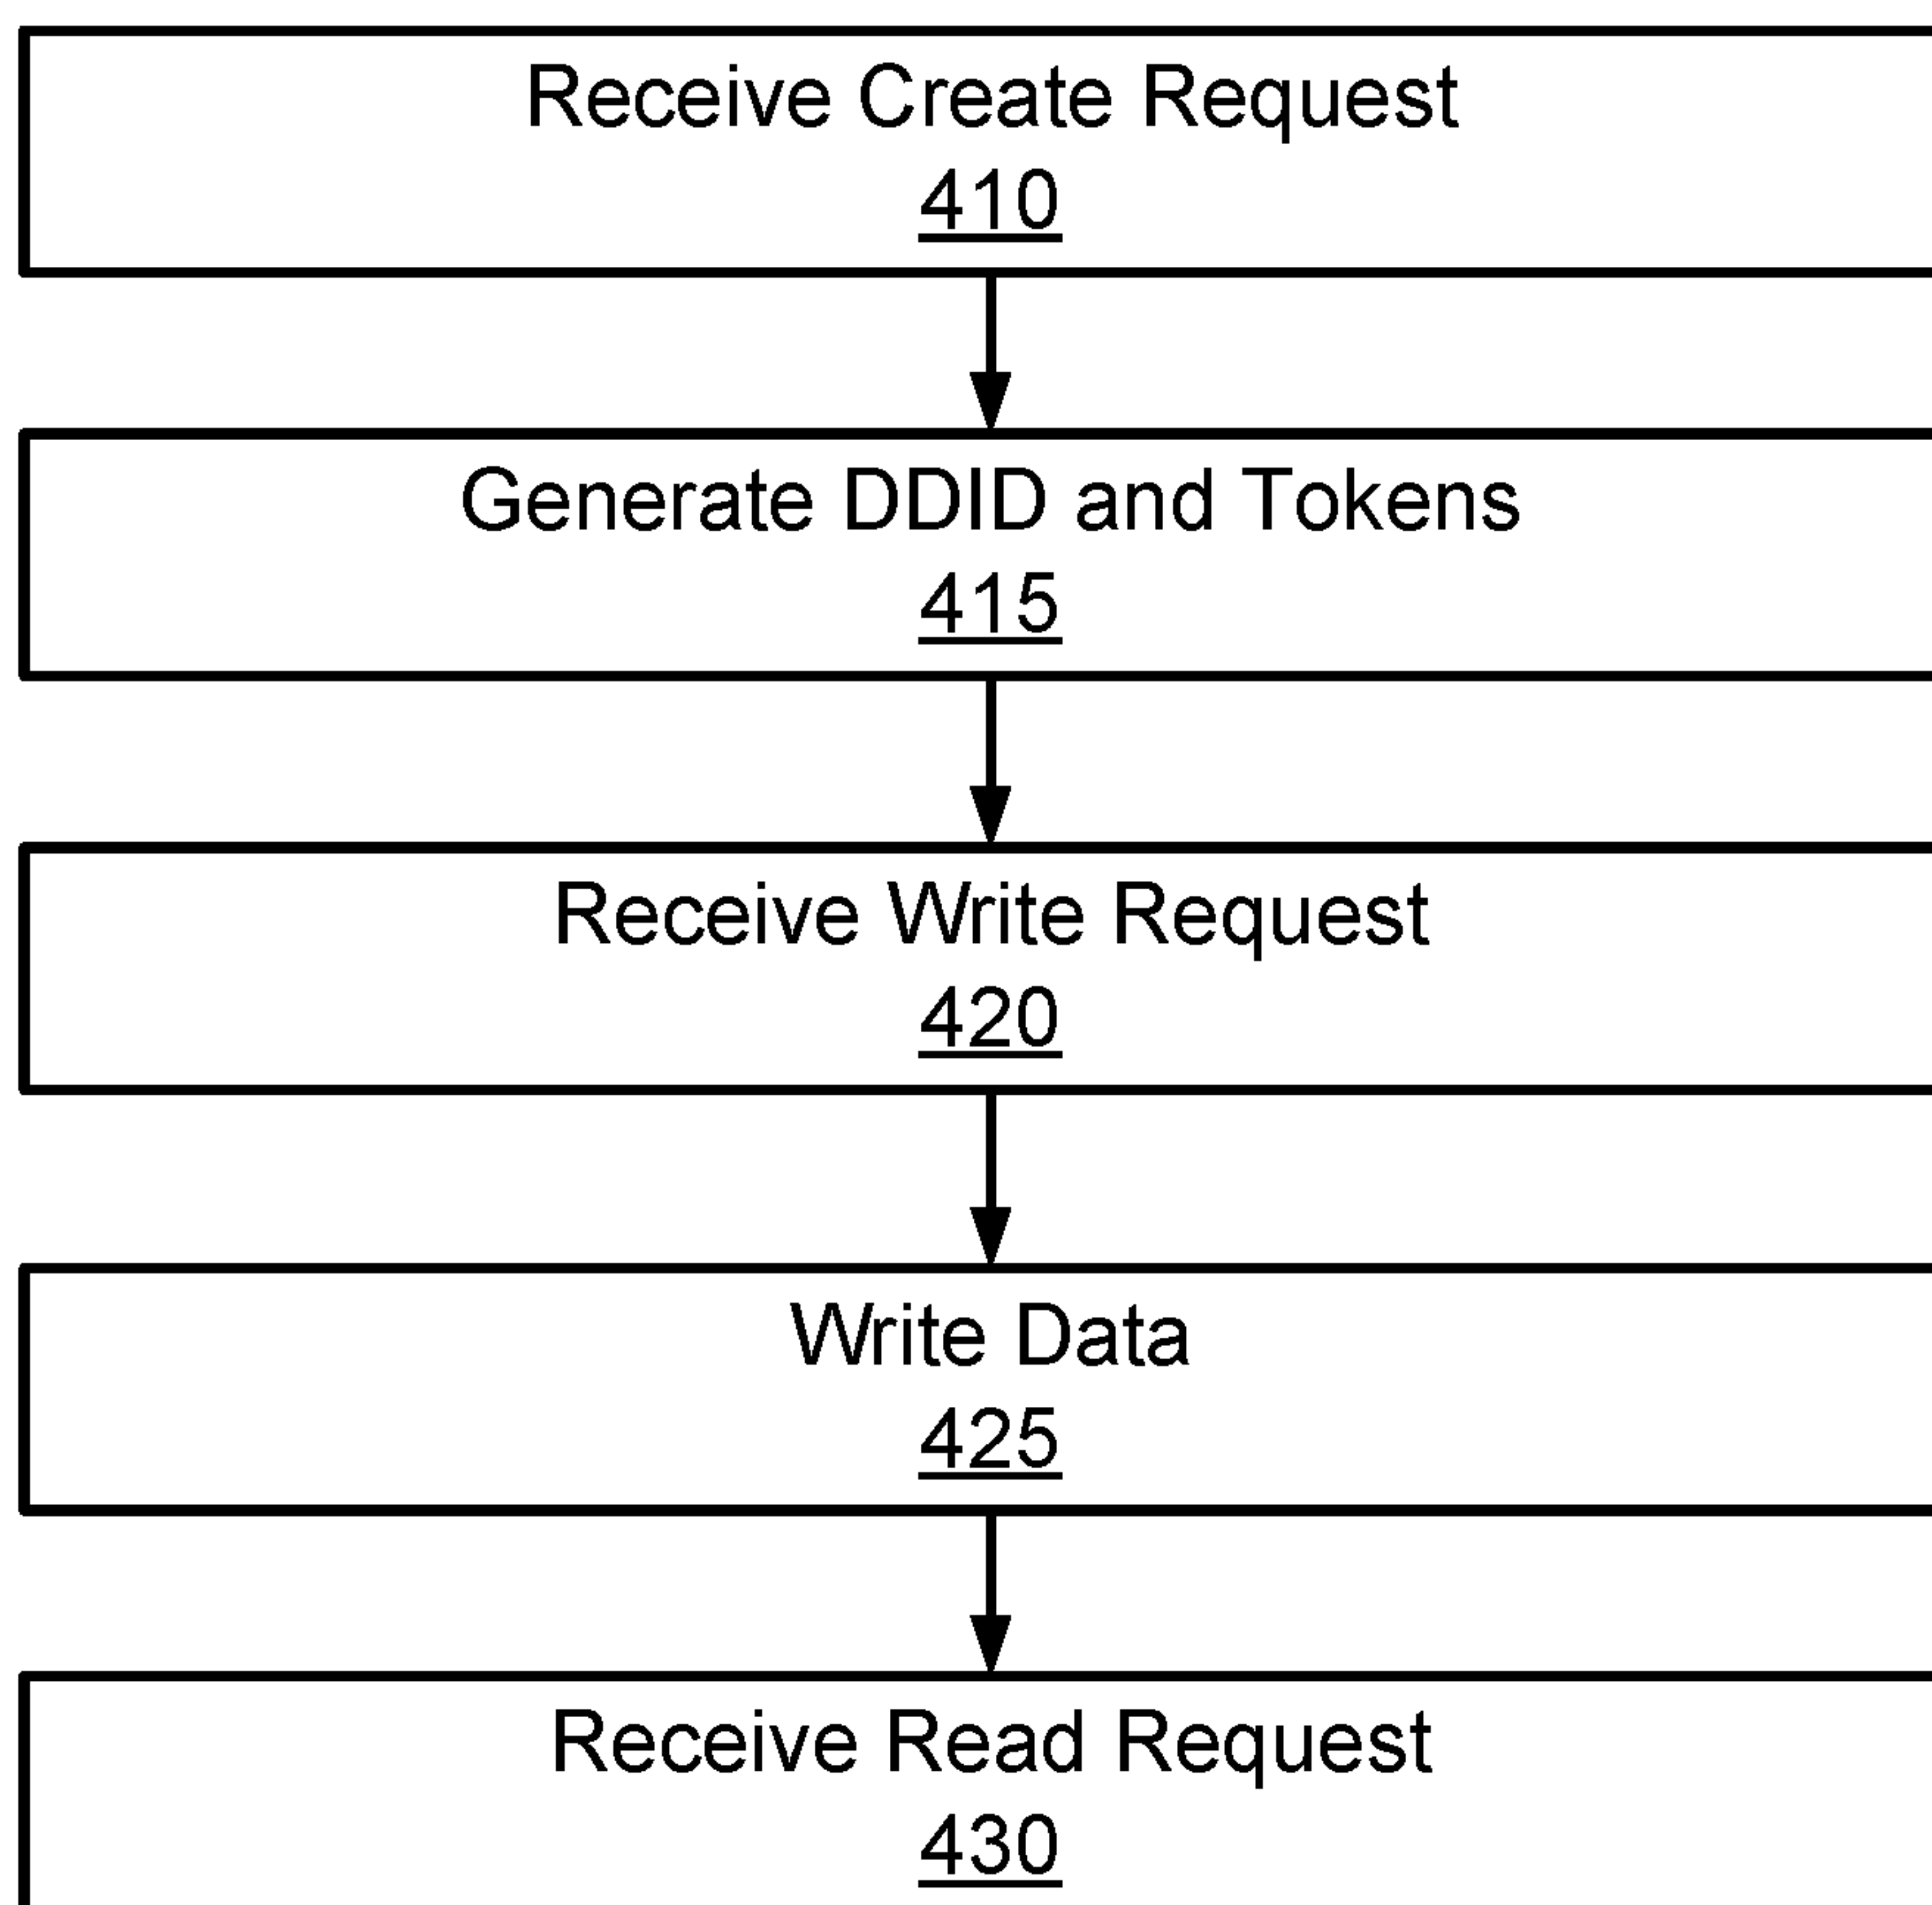 Receive Create Request
410
Generate DDID and Tokens
415
Receive Write Request
420
Write Data
425
Receive Read Request
430